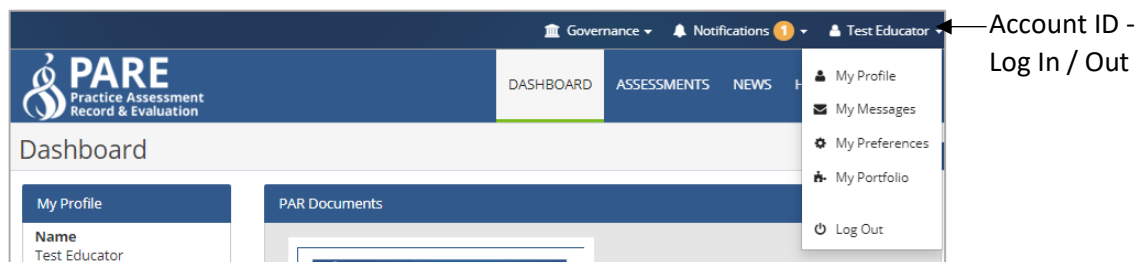 Governance
Notifications 1
Test Educator
Account ID -
Log In / Out
PARE
Practice Assessment
Record & Evaluation
DASHBOARD
ASSESSMENTS
NEWS
H
My Profile
My Messages
My Preferences
My Portfolio
Log Out
Dashboard
My Profile
Name
Test Educator
PAR Documents